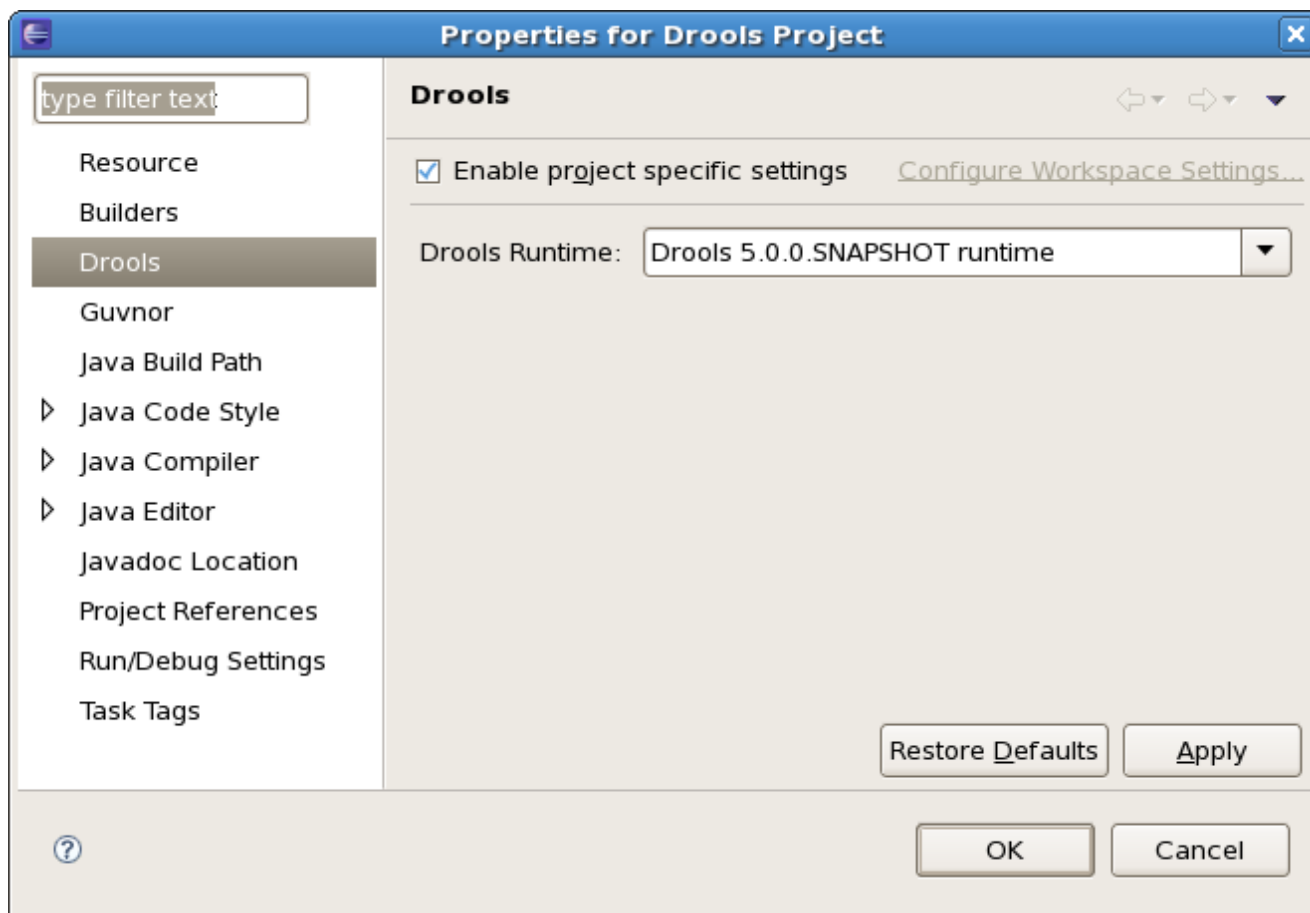 Properties for Drools Project
type filter text
Resource
Builders
Drools
Guvnor
Java Build Path
Java Code Style
Java Compiler
Java Editor
Javadoc Location
Project References
Run/Debug Settings
Task Tags
Drools
Enable project specific settings Configure Workspace Settings...
Drools Runtime: Drools 5.0.0.SNAPSHOT runtime
Restore Defaults Apply
OK Cancel